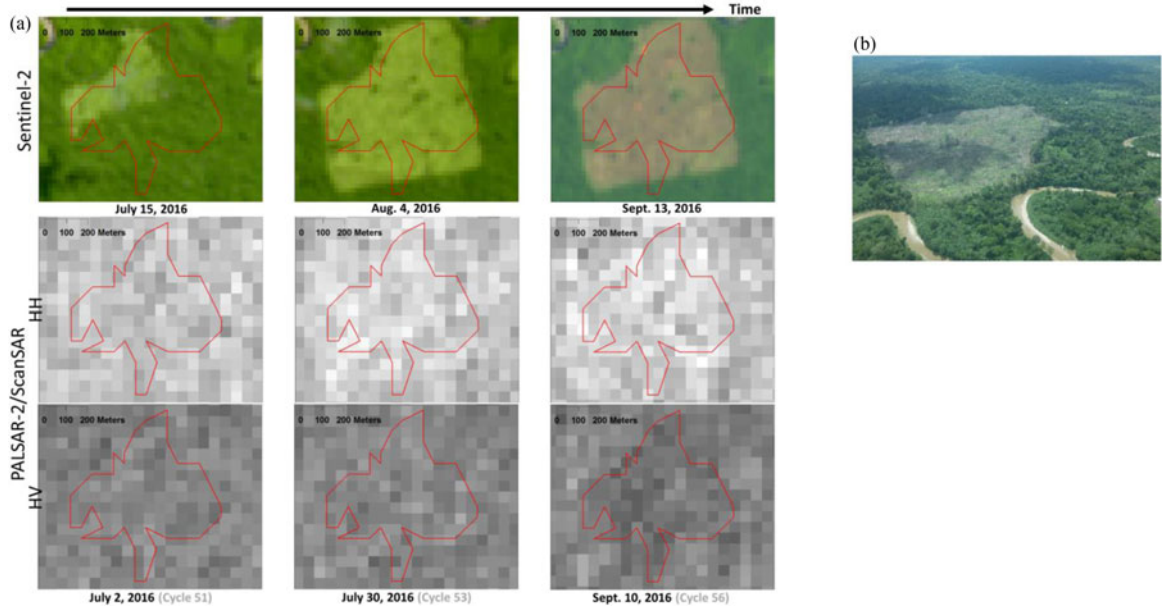 Time
(a)
(b)
Sentinel-2
0 100 200 Meters
0 100 200 Meters
0 100 200 Meters
July 15, 2016
Aug. 4, 2016
Sept. 13, 2016
PALSAR-2/ScanSAR
HH
0 100 200 Meters
0 100 200 Meters
0 100 200 Meters
HV
0 100 200 Meters
0 100 200 Meters
0 100 200 Meters
July 2, 2016 (Cycle 51)
July 30, 2016 (Cycle 53)
Sept. 10, 2016 (Cycle 56)